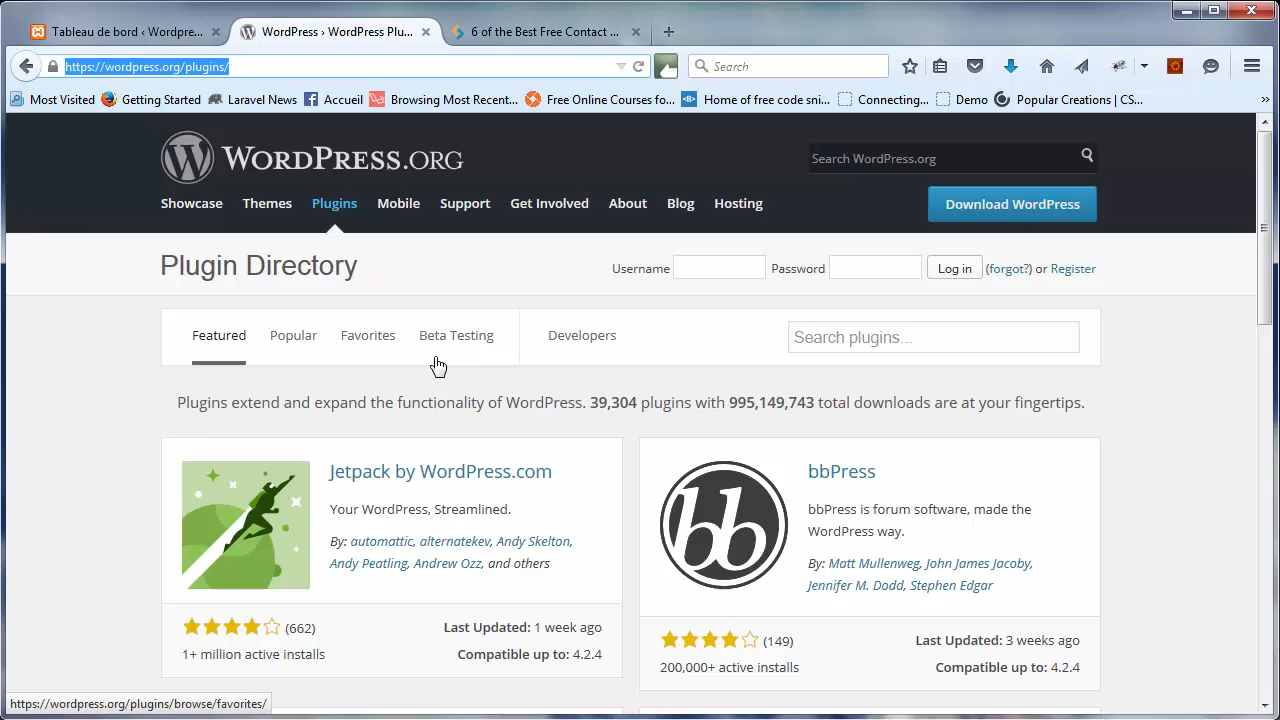 Tableau de bord ‹ Wordpre...
WordPress › WordPress Plu...
6 of the Best Free Contact ...
https://wordpress.org/plugins/
Search
Most Visited
Getting Started
Laravel News
Accueil
Browsing Most Recent...
Free Online Courses fo...
Home of free code sni...
Connecting...
Demo
Popular Creations | CS...
»
WORDPRESS.ORG
Search WordPress.org
Showcase
Themes
Plugins
Mobile
Support
Get Involved
About
Blog
Hosting
Download WordPress
Plugin Directory
Username
Password
Log in
(forgot?) or Register
Featured
Popular
Favorites
Beta Testing
Developers
Search plugins...
Plugins extend and expand the functionality of WordPress. 39,304 plugins with 995,149,743 total downloads are at your fingertips.
Jetpack by WordPress.com
Your WordPress, Streamlined.
By: automattic, alternatekev, Andy Skelton,
Andy Peatling, Andrew Ozz, and others
(662)
1+ million active installs
Last Updated: 1 week ago
Compatible up to: 4.2.4
bb
bbPress
bbPress is forum software, made the
WordPress way.
By: Matt Mullenweg, John James Jacoby,
Jennifer M. Dodd, Stephen Edgar
(149)
200,000+ active installs
Last Updated: 3 weeks ago
Compatible up to: 4.2.4
https://wordpress.org/plugins/browse/favorites/